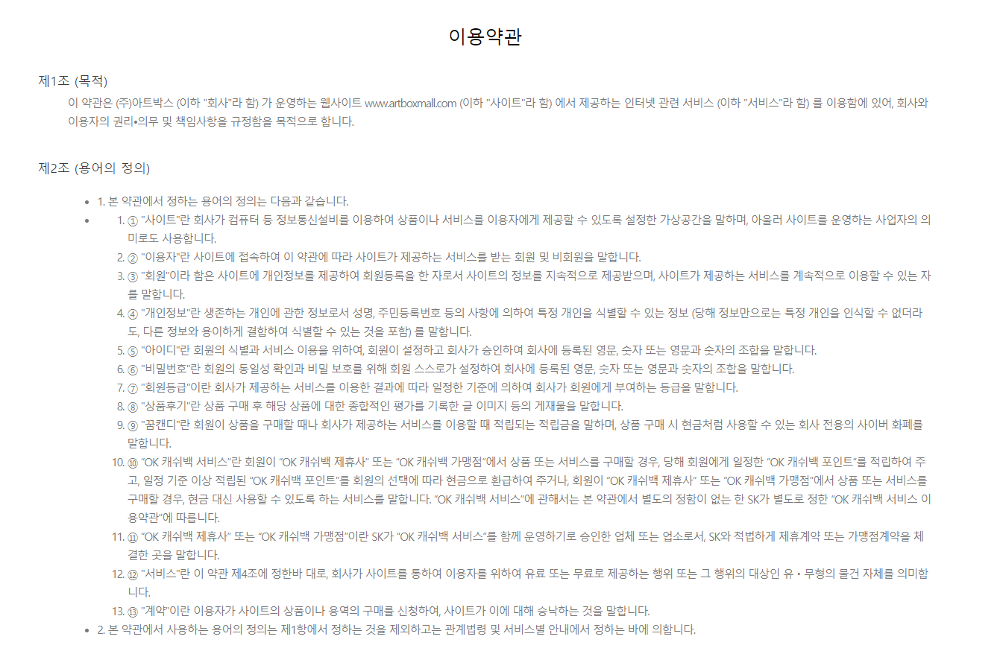 이용약관
제1조 (목적)
이 약관은 (주)아트박스 (이하 "회사"라 함) 가 운영하는 웹사이트 www.artboxmall.com (이하 "사이트"라 함) 에서 제공하는 인터넷 관련 서비스 (이하 "서비스"라 함) 를 이용함에 있어, 회사와
이용자의 권리•의무 및 책임사항을 규정함을 목적으로 합니다.
제2조 (용어의 정의)
• 1. 본 약관에서 정하는 용어의 정의는 다음과 같습니다.
• 1. ① "사이트"란 회사가 컴퓨터 등 정보통신설비를 이용하여 상품이나 서비스를 이용자에게 제공할 수 있도록 설정한 가상공간을 말하며, 아울러 사이트를 운영하는 사업자의 의
미로도 사용합니다.
2. ② "이용자"란 사이트에 접속하여 이 약관에 따라 사이트가 제공하는 서비스를 받는 회원 및 비회원을 말합니다.
3. ③ "회원"이라 함은 사이트에 개인정보를 제공하여 회원등록을 한 자로서 사이트의 정보를 지속적으로 제공받으며, 사이트가 제공하는 서비스를 계속적으로 이용할 수 있는 자
를 말합니다.
4. ④ "개인정보"란 생존하는 개인에 관한 정보로서 성명, 주민등록번호 등의 사항에 의하여 특정 개인을 식별할 수 있는 정보 (당해 정보만으로는 특정 개인을 인식할 수 없더라
도, 다른 정보와 용이하게 결합하여 식별할 수 있는 것을 포함) 를 말합니다.
5. ⑤ "아이디"란 회원의 식별과 서비스 이용을 위하여, 회원이 설정하고 회사가 승인하여 회사에 등록된 영문, 숫자 또는 영문과 숫자의 조합을 말합니다.
6. ⑥ "비밀번호"란 회원의 동일성 확인과 비밀 보호를 위해 회원 스스로가 설정하여 회사에 등록된 영문, 숫자 또는 영문과 숫자의 조합을 말합니다.
7. ⑦ "회원등급"이란 회사가 제공하는 서비스를 이용한 결과에 따라 일정한 기준에 의하여 회사가 회원에게 부여하는 등급을 말합니다.
8. ⑧ "상품후기"란 상품 구매 후 해당 상품에 대한 종합적인 평가를 기록한 글 이미지 등의 게재물을 말합니다.
9. ⑨ "꿈캔디"란 회원이 상품을 구매할 때나 회사가 제공하는 서비스를 이용할 때 적립되는 적립금을 말하며, 상품 구매 시 현금처럼 사용할 수 있는 회사 전용의 사이버 화폐를
말합니다.
10. ⑩ “OK 캐쉬백 서비스”란 회원이 “OK 캐쉬백 제휴사” 또는 “OK 캐쉬백 가맹점”에서 상품 또는 서비스를 구매할 경우, 당해 회원에게 일정한 “OK 캐쉬백 포인트”를 적립하여 주
고, 일정 기준 이상 적립된 “OK 캐쉬백 포인트”를 회원의 선택에 따라 현금으로 환급하여 주거나, 회원이 “OK 캐쉬백 제휴사” 또는 “OK 캐쉬백 가맹점”에서 상품 또는 서비스를
구매할 경우, 현금 대신 사용할 수 있도록 하는 서비스를 말합니다. “OK 캐쉬백 서비스”에 관해서는 본 약관에서 별도의 정함이 없는 한 SK가 별도로 정한 “OK 캐쉬백 서비스 이
용약관”에 따릅니다.
11. ⑪ “OK 캐쉬백 제휴사” 또는 “OK 캐쉬백 가맹점”이란 SK가 “OK 캐쉬백 서비스”를 함께 운영하기로 승인한 업체 또는 업소로서, SK와 적법하게 제휴계약 또는 가맹점계약을 체
결한 곳을 말합니다.
12. ⑫ "서비스"란 이 약관 제4조에 정한바 대로, 회사가 사이트를 통하여 이용자를 위하여 유료 또는 무료로 제공하는 행위 또는 그 행위의 대상인 유・무형의 물건 자체를 의미합
니다.
13. ⑬ "계약"이란 이용자가 사이트의 상품이나 용역의 구매를 신청하여, 사이트가 이에 대해 승낙하는 것을 말합니다.
• 2. 본 약관에서 사용하는 용어의 정의는 제1항에서 정하는 것을 제외하고는 관계법령 및 서비스별 안내에서 정하는 바에 의합니다.